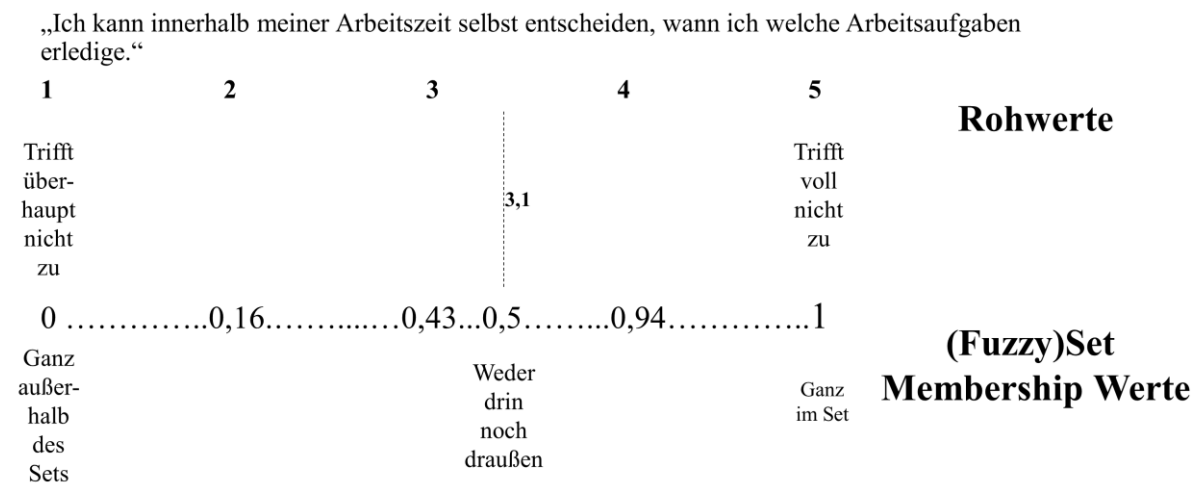 „Ich kann innerhalb meiner Arbeitszeit selbst entscheiden, wann ich welche Arbeitsaufgaben
erledige.“
1 2 3 4 5
Rohwerte
Trifft
über-
haupt
nicht
zu
3,1
Trifft
voll
nicht
zu
0 …………..0,16……...…..0,43...0,5……...0,94…………..1
(Fuzzy)Set
Membership Werte
Ganz
außer-
halb
des
Sets
Weder
drin
noch
draußen
Ganz
im Set